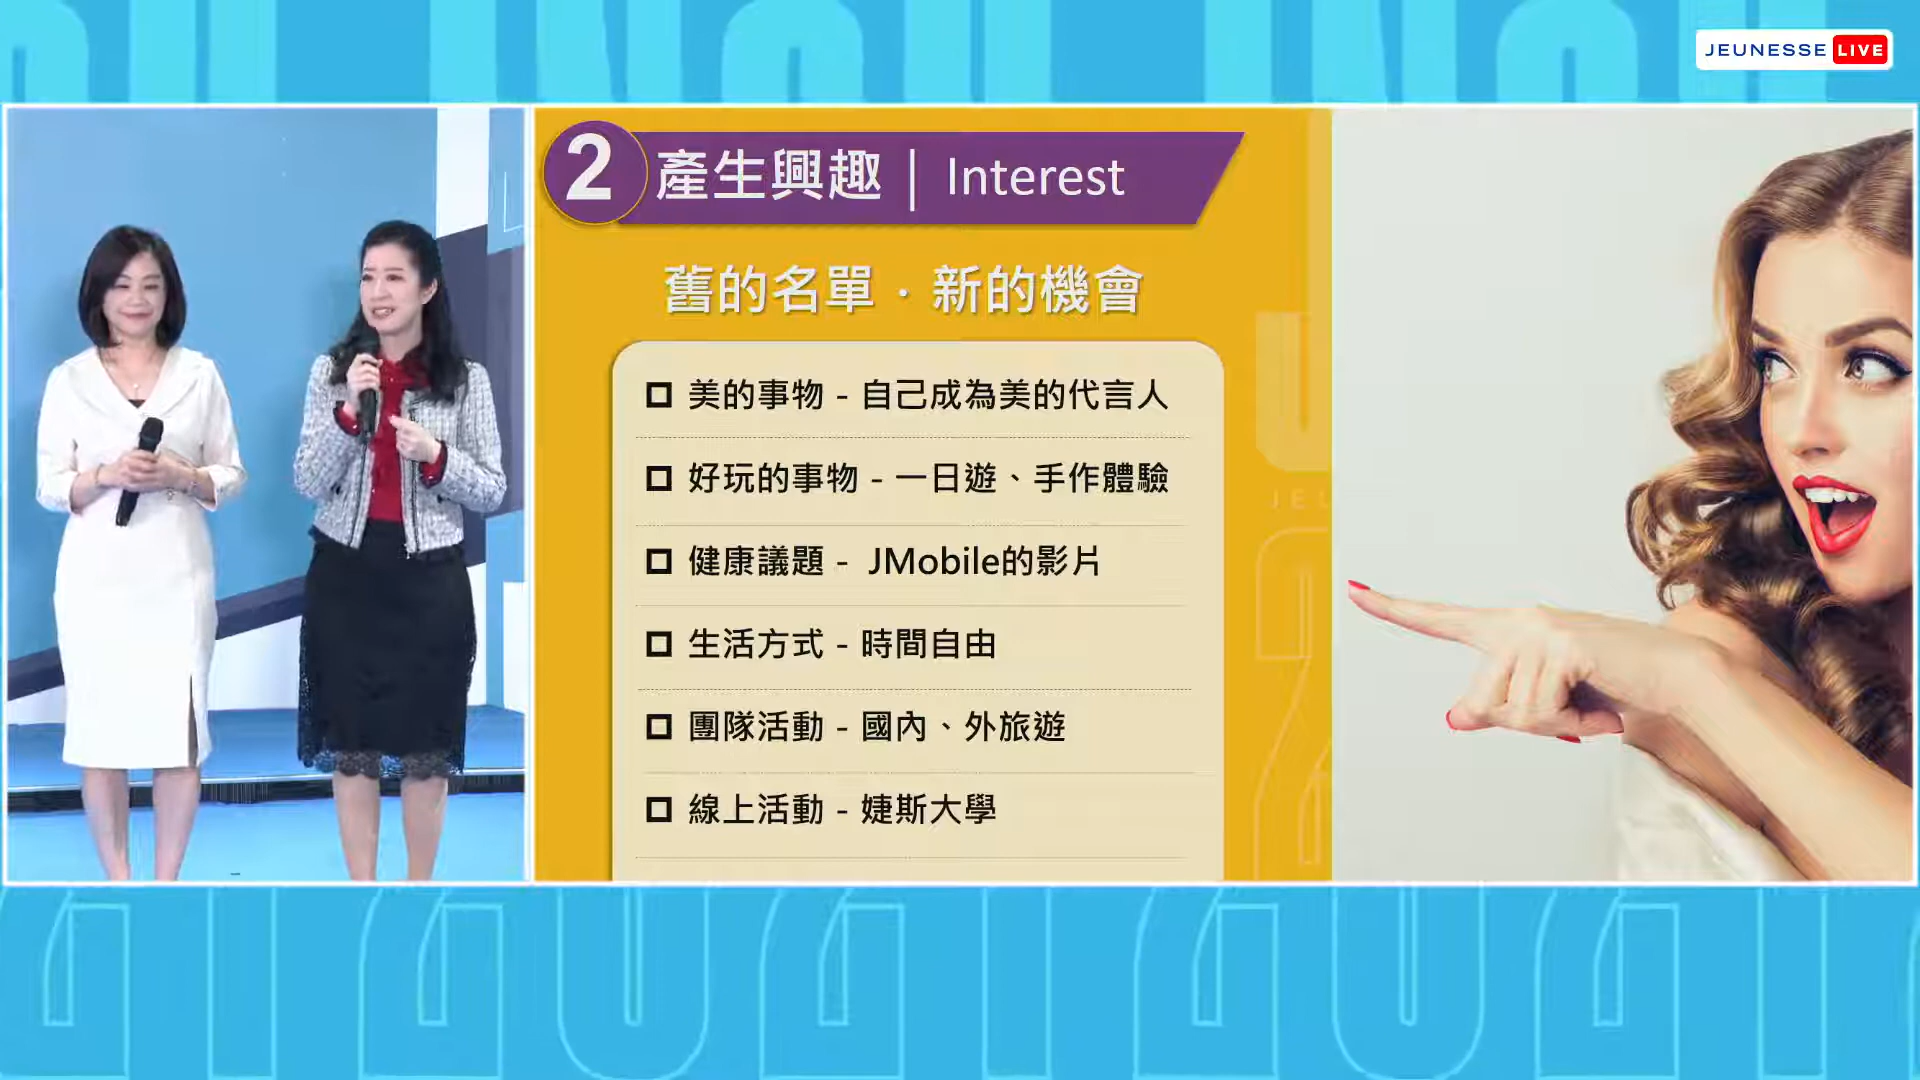 JEUNESSE LIVE
2 產生興趣 | Interest
舊的名單．新的機會
美的事物 - 自己成為美的代言人
好玩的事物 - 一日遊、手作體驗
健康議題 - JMobile的影片
生活方式 - 時間自由
團隊活動 - 國內、外旅遊
線上活動 - 婕斯大學